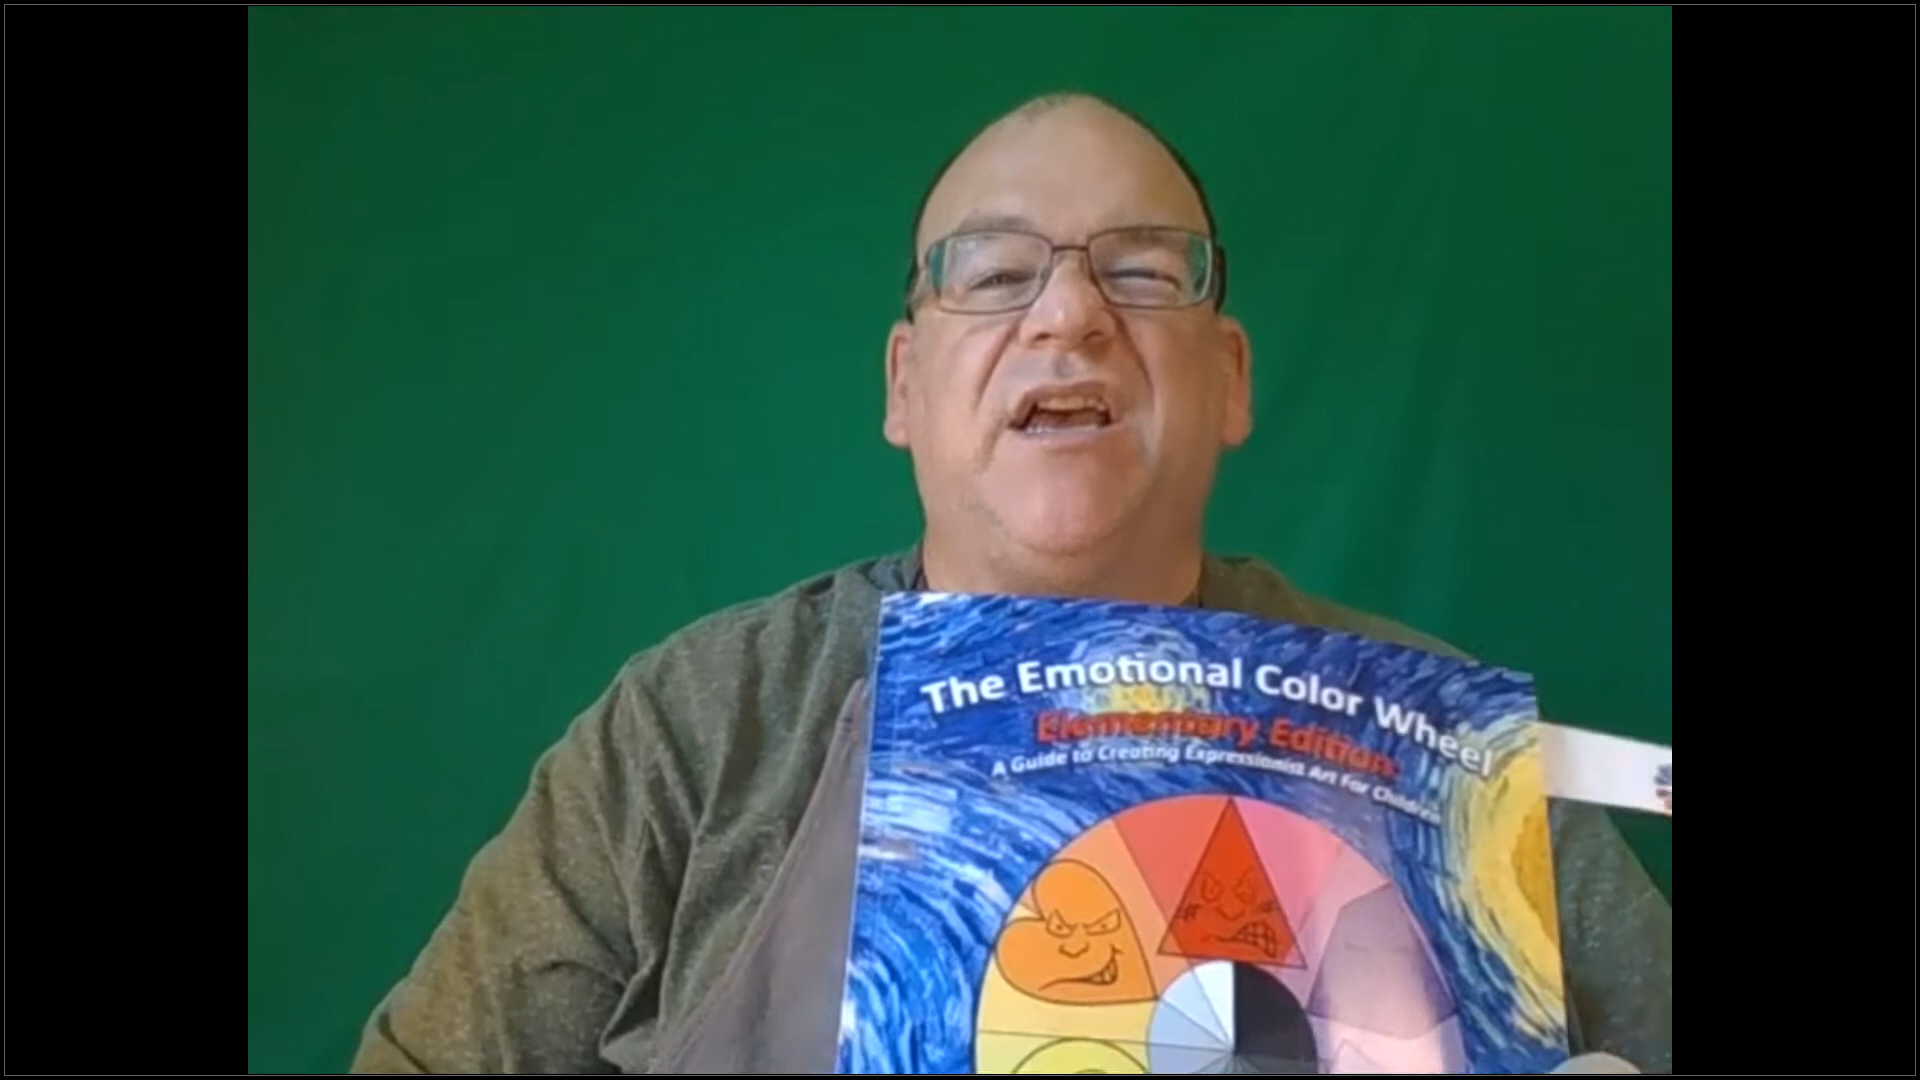 The Emotional Color Wheel
Elementary Edition:
A Guide to Creating Expressionist Art For Children